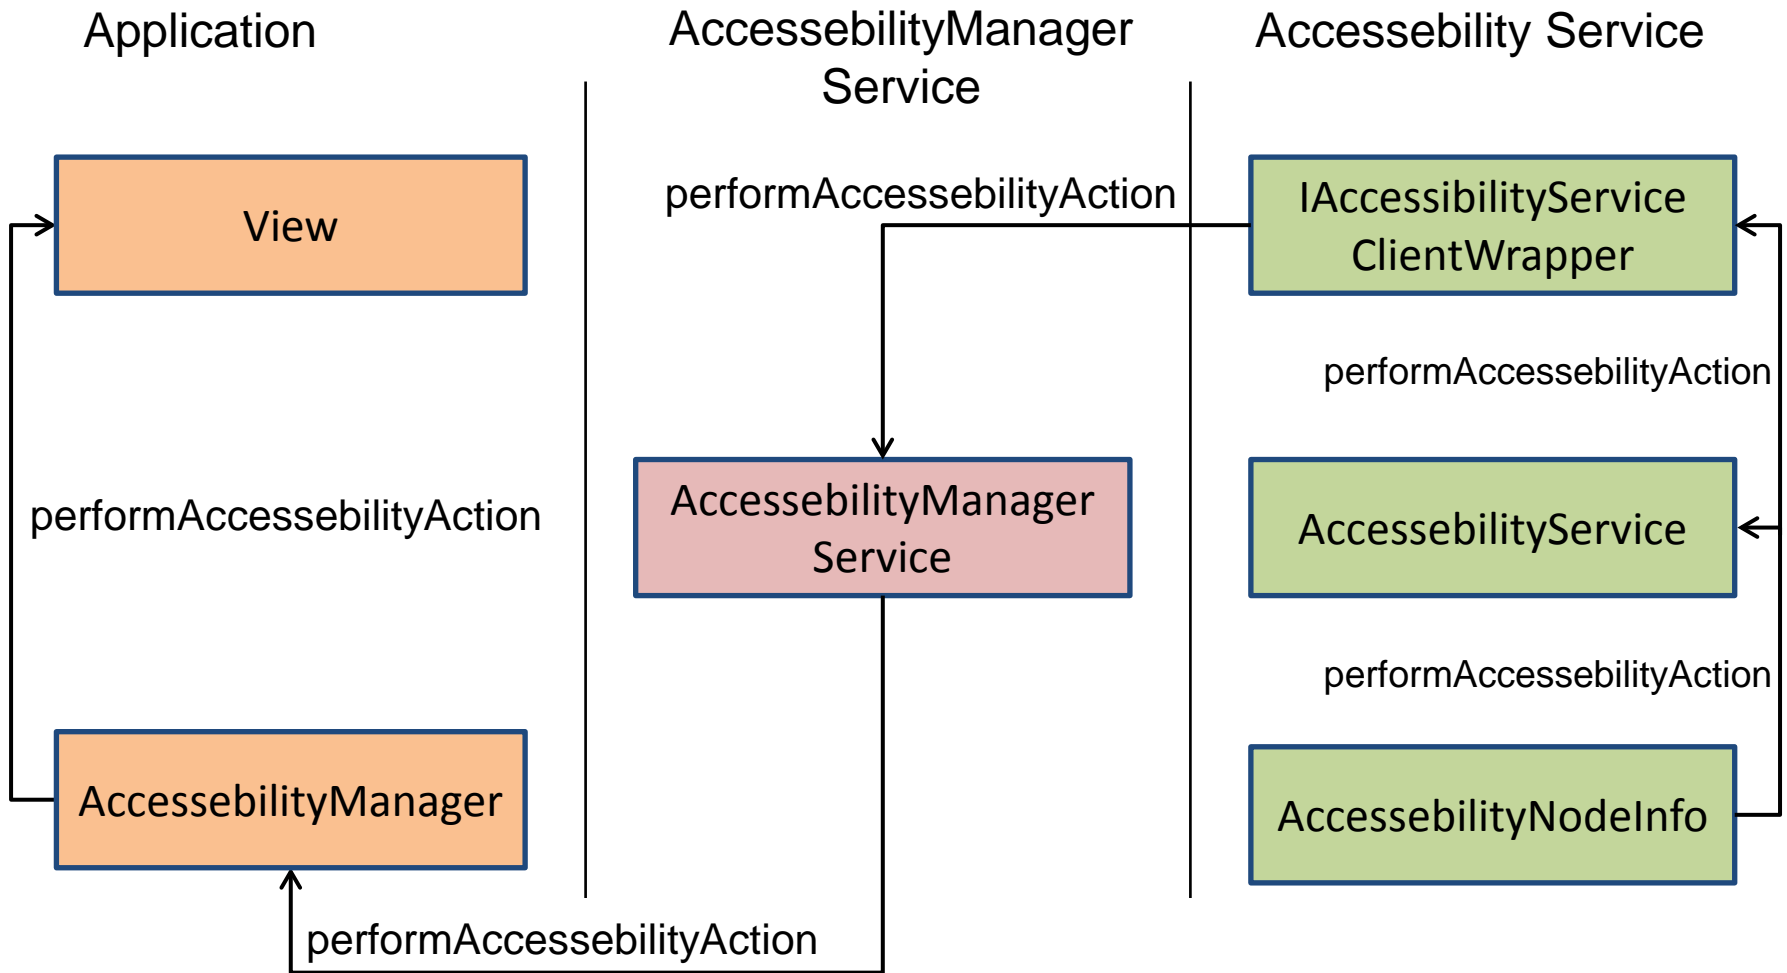 Application
AccessebilityManager
Service
Accessebility Service
View
performAccessebilityAction
IAccessibilityService
ClientWrapper
performAccessebilityAction
performAccessebilityAction
AccessebilityManager
Service
AccessebilityService
performAccessebilityAction
AccessebilityManager
AccessebilityNodeInfo
performAccessebilityAction